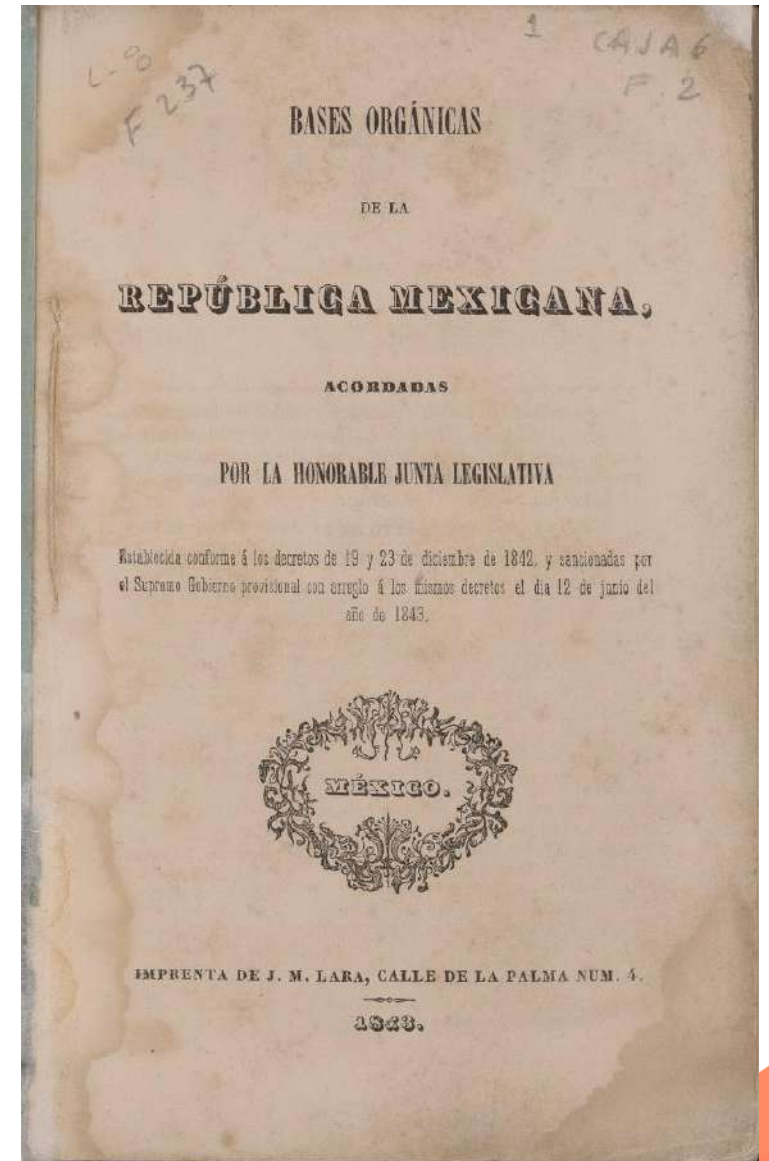 1
CAJA 6
F. 2
L-8
F 237
BASES ORGÁNICAS
DE LA
REPÚBLICA MEXICANA,
ACORDADAS
POR LA HONORABLE JUNTA LEGISLATIVA
Establecida conforme á los decretos de 19 y 23 de diciembre de 1842, y sancionadas por
el Supremo Gobierno provisional con arreglo á los mismos decretos el dia 12 de junio del
año de 1843.
MÉXICO.
IMPRENTA DE J. M. LARA, CALLE DE LA PALMA NUM. 4.
1843.